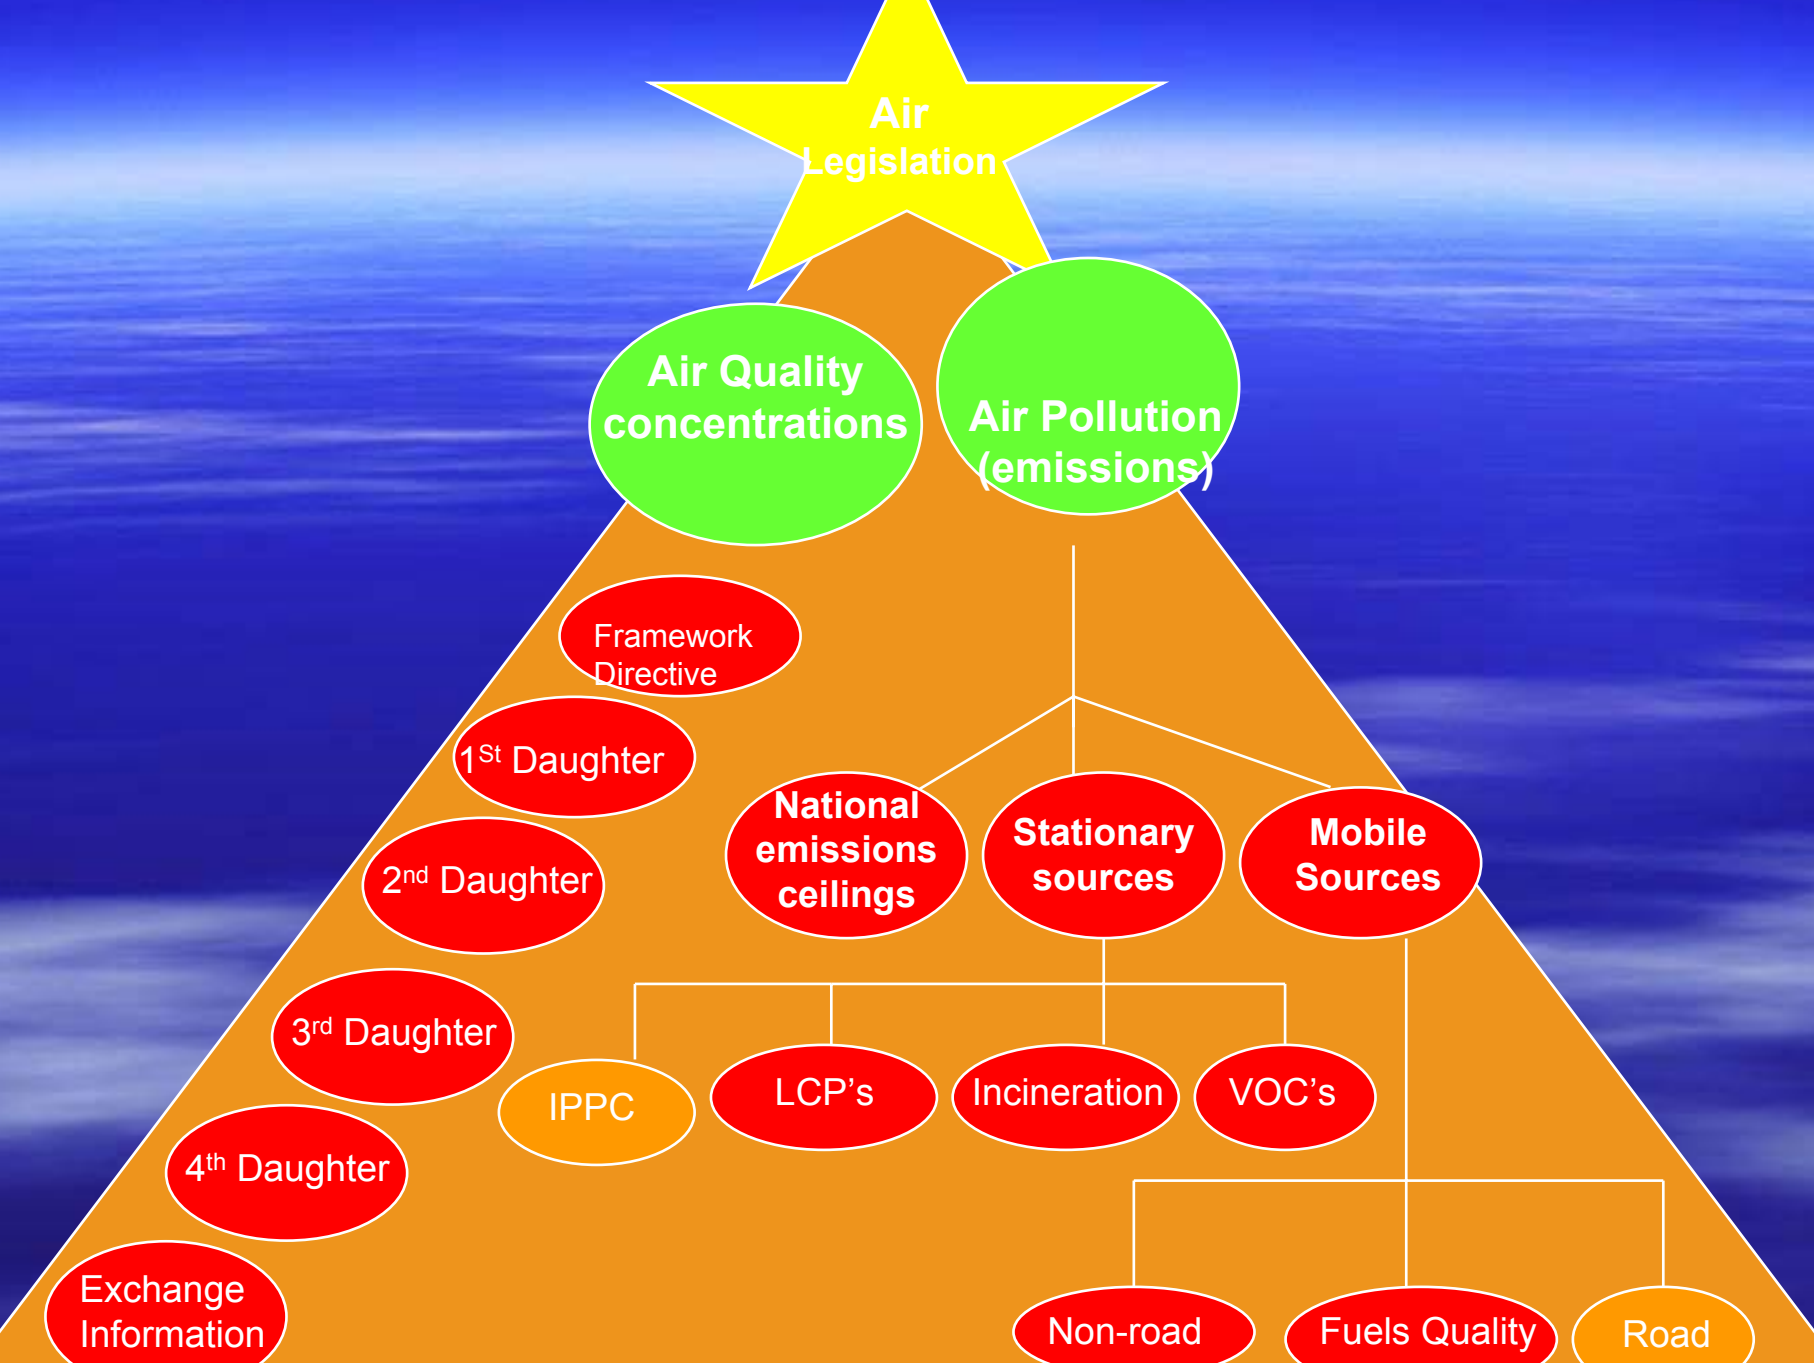 Air
Legislation
Air Quality
concentrations
Air Pollution
(emissions)
Framework
Directive
1St Daughter
2nd Daughter
3rd Daughter
4th Daughter
Exchange
Information
National
emissions
ceilings
Stationary
sources
Mobile
Sources
IPPC
LCP’s
Incineration
VOC’s
Non-road
Fuels Quality
Road